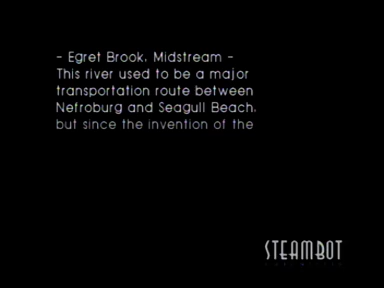 - Egret Brook, Midstream -
This river used to be a major
transportation route between
Nefroburg and Seagull Beach,
but since the invention of the
STEAMBOT